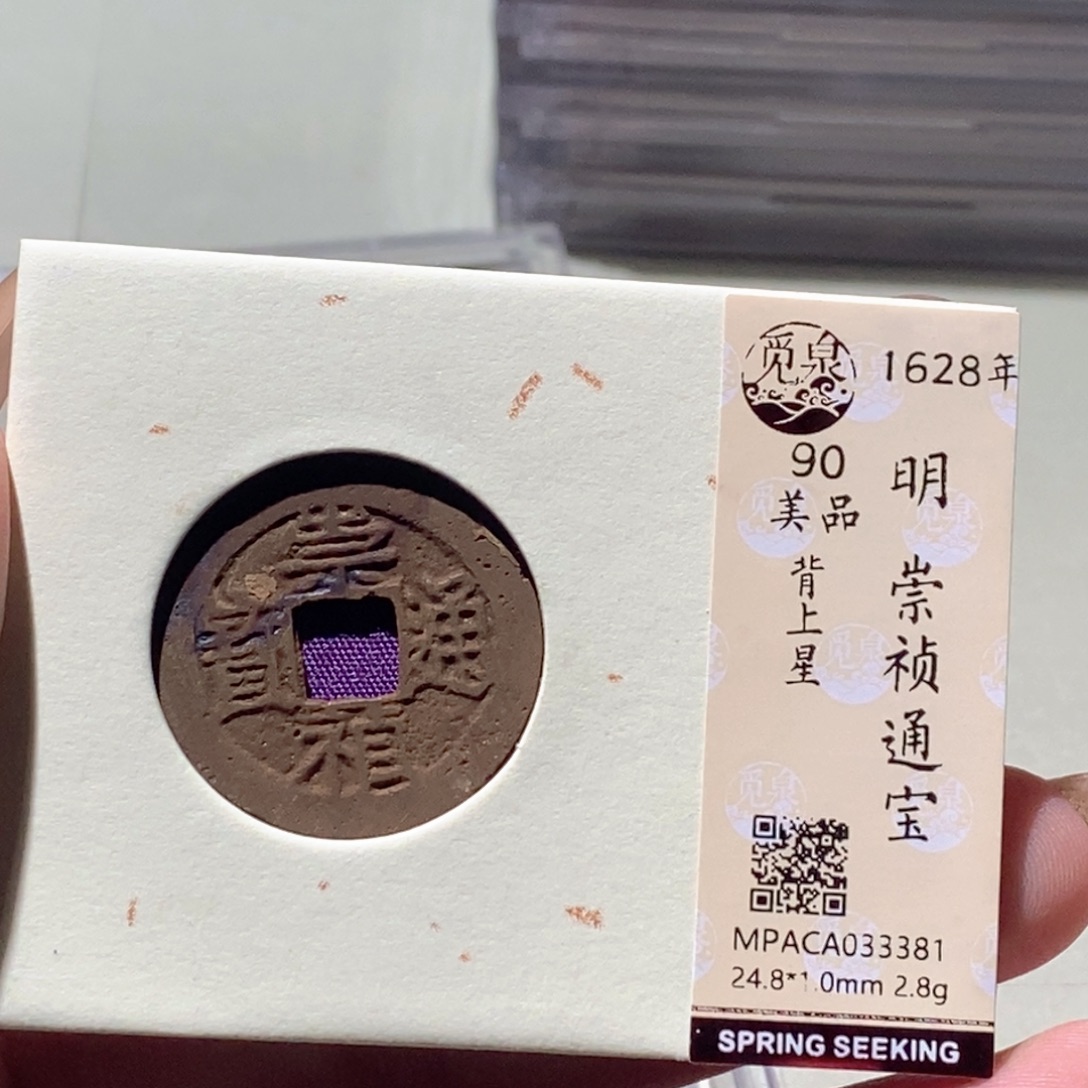 崇禎通寶
觅泉
1628年
90
美品
背上星
明 崇祯通宝
MPACA033381
24.8*1.0mm 2.8g
SPRING SEEKING